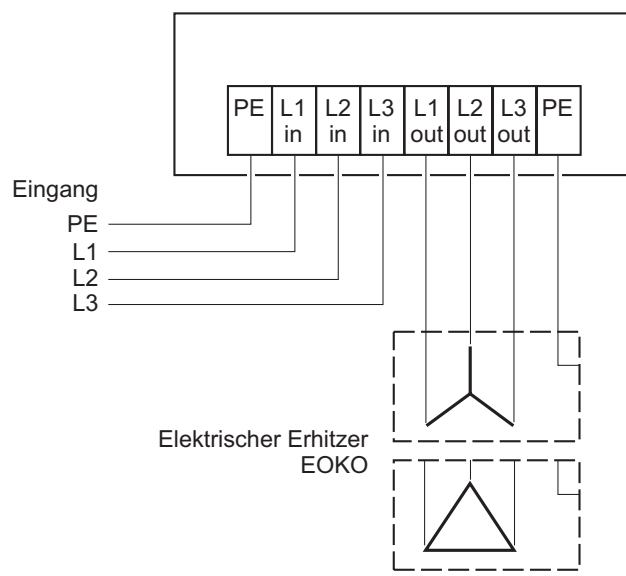 PE L1 L2 L3 L1 L2 L3 PE
in in in out out out
Eingang
PE
L1
L2
L3
Elektrischer Erhitzer
EOKO